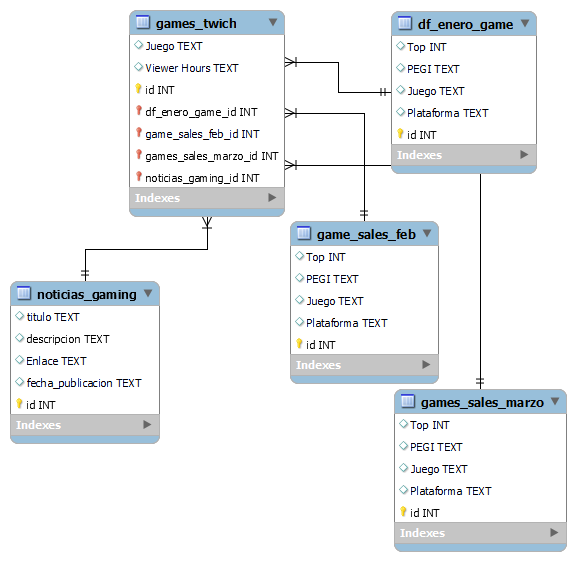 games_twich
Juego TEXT
Viewer Hours TEXT
id INT
df_enero_game_id INT
game_sales_feb_id INT
games_sales_marzo_id INT
noticias_gaming_id INT
Indexes
df_enero_game
Top INT
PEGI TEXT
Juego TEXT
Plataforma TEXT
id INT
Indexes
game_sales_feb
Top INT
PEGI TEXT
Juego TEXT
Plataforma TEXT
id INT
Indexes
noticias_gaming
titulo TEXT
descripcion TEXT
Enlace TEXT
fecha_publicacion TEXT
id INT
Indexes
games_sales_marzo
Top INT
PEGI TEXT
Juego TEXT
Plataforma TEXT
id INT
Indexes